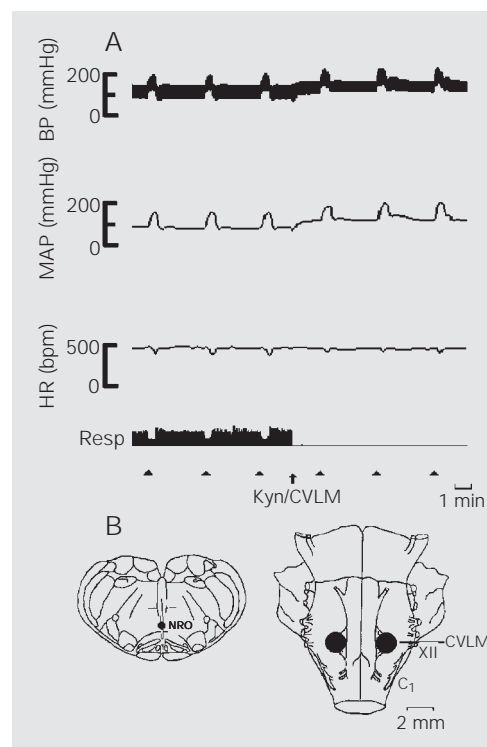 A
BP (mmHg)
200
0
MAP (mmHg)
200
0
HR (bpm)
500
0
Resp
Kyn/CVLM
1 min
B
NRO
CVLM
XII
C1
2 mm